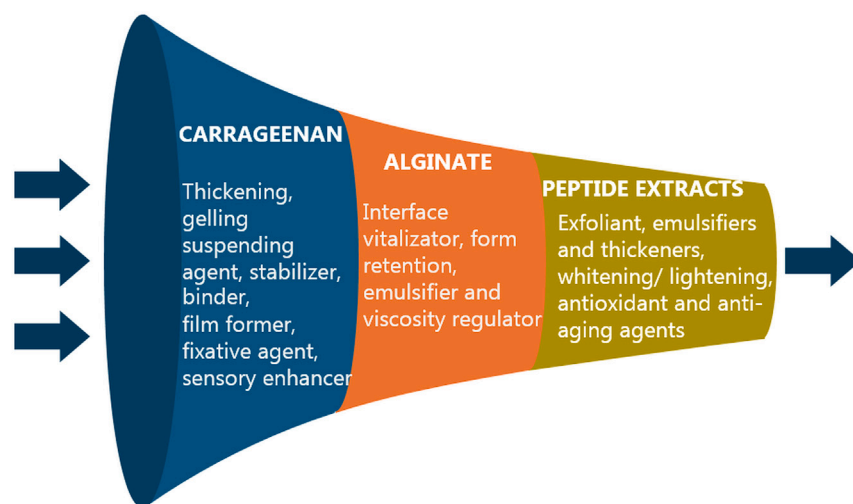 CARRAGEENAN
Thickening,
gelling
suspending
agent, stabilizer,
binder,
film former,
fixative agent,
sensory enhancer
ALGINATE
Interface
vitalizator, form
retention,
emulsifier and
viscosity regulator
PEPTIDE EXTRACTS
Exfoliant, emulsifiers
and thickeners,
whitening/ lightening,
antioxidant and anti-
aging agents